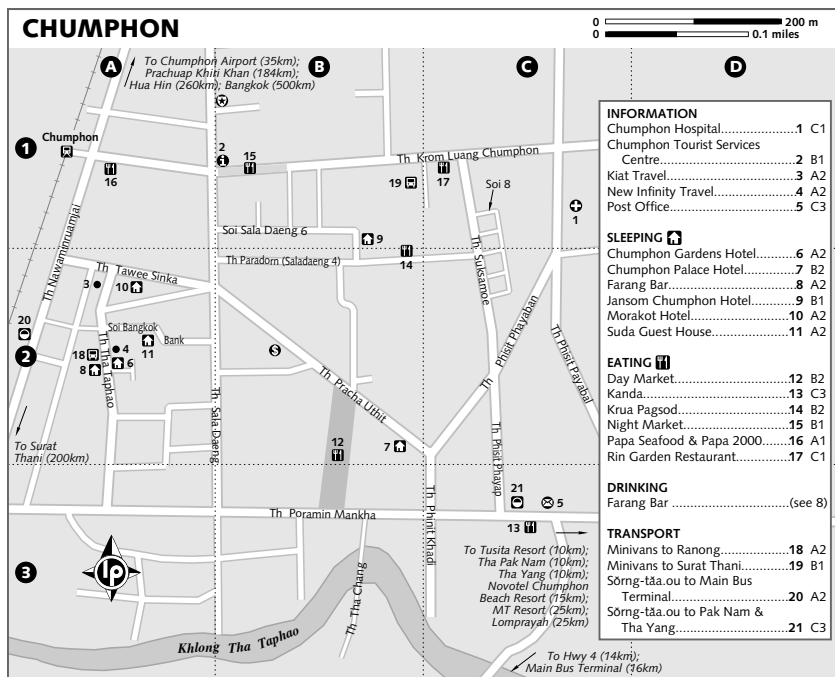 CHUMPHON
0 200 m
0 0.1 miles
A
B
C
D
To Chumphon Airport (35km);
Prachuap Khiri Khan (184km);
Hua Hin (260km); Bangkok (500km)
1
Chumphon
16
2
15
Th Krom Luang Chumphon
19
17
Soi 8
1
Th Nawaminruamjai
Soi Sala Daeng 6
9
Th Paradorn (Saladaeng 4)
14
Th Suksamoe
Th Tawee Sinka
3
10
20
2
Soi Bangkok
Bank
4
11
18
8
6
Th Tha Taphao
Th Phisit Phayaban
Th Phisit Payabal
Th Pracha Uthit
Th Sala Daeng
To Surat
Thani (200km)
12
7
Th Phisit Phayap
21
5
Th Poramin Mankha
13
Th Phinit Khadi
3
lp
Th Tha Chang
Khlong Tha Taphao
To Tusita Resort (10km);
Tha Pak Nam (10km);
Tha Yang (10km);
Novotel Chumphon
Beach Resort (15km);
MT Resort (25km);
Lomprayah (25km)
To Hwy 4 (14km);
Main Bus Terminal (16km)
INFORMATION
Chumphon Hospital...............1 C1
Chumphon Tourist Services
Centre...............2 B1
Kiat Travel...............3 A2
New Infinity Travel...............4 A2
Post Office...............5 C3
SLEEPING
Chumphon Gardens Hotel...............6 A2
Chumphon Palace Hotel...............7 B2
Farang Bar...............8 A2
Jansom Chumphon Hotel...............9 B1
Morakot Hotel...............10 A2
Suda Guest House...............11 A2
EATING
Day Market...............12 B2
Kanda...............13 C3
Krua Pagsod...............14 B2
Night Market...............15 B1
Papa Seafood & Papa 2000...............16 A1
Rin Garden Restaurant...............17 C1
DRINKING
Farang Bar ...............(see 8)
TRANSPORT
Minivans to Ranong...............18 A2
Minivans to Surat Thani...............19 B1
Sŏrng-tăa.ou to Main Bus
Terminal...............20 A2
Sŏrng-tăa.ou to Pak Nam &
Tha Yang...............21 C3